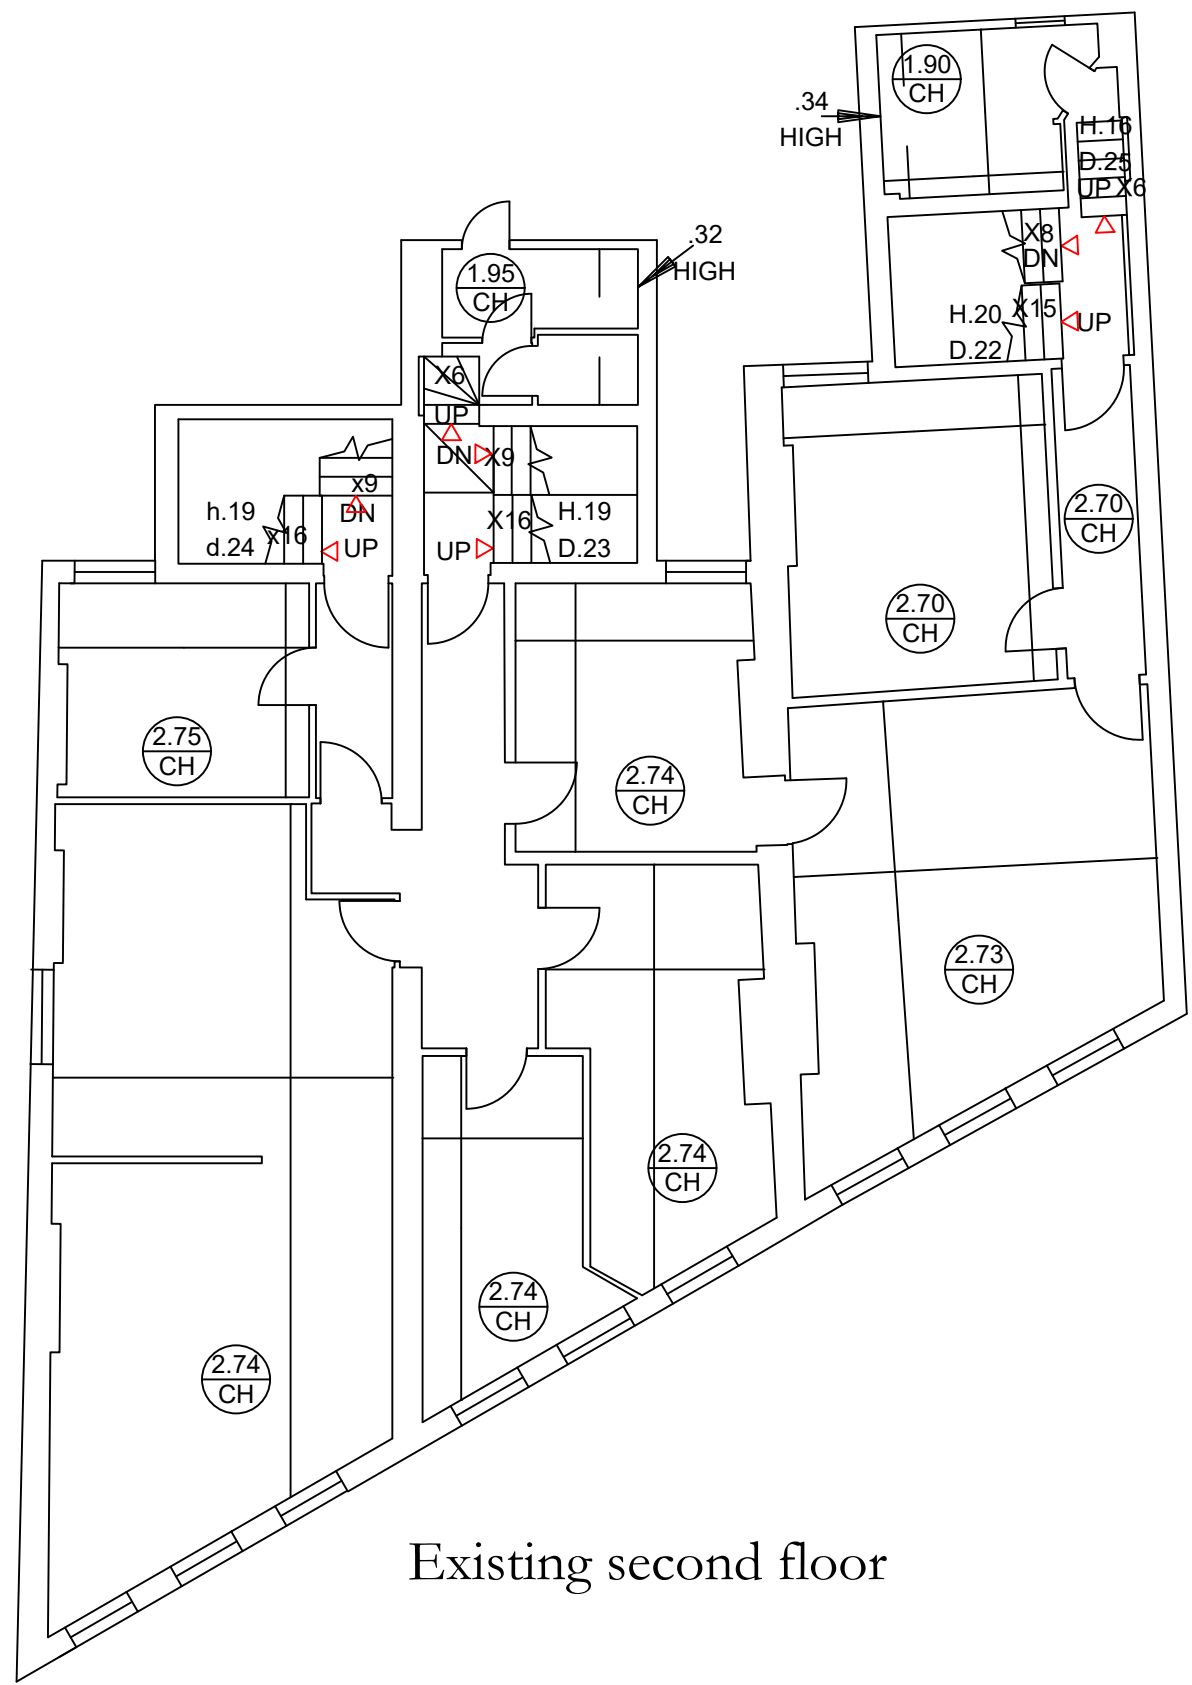 1.90
CH
.34
HIGH
H.16
D.25
UP X6
X8
DN
X15
UP
H.20
D.22
.32
HIGH
1.95
CH
X6
UP
DN X9
x9
DN
h.19
d.24
x16
UP
X16
UP
H.19
D.23
2.70
CH
2.70
CH
2.75
CH
2.74
CH
2.73
CH
2.74
CH
2.74
CH
2.74
CH
Existing second floor